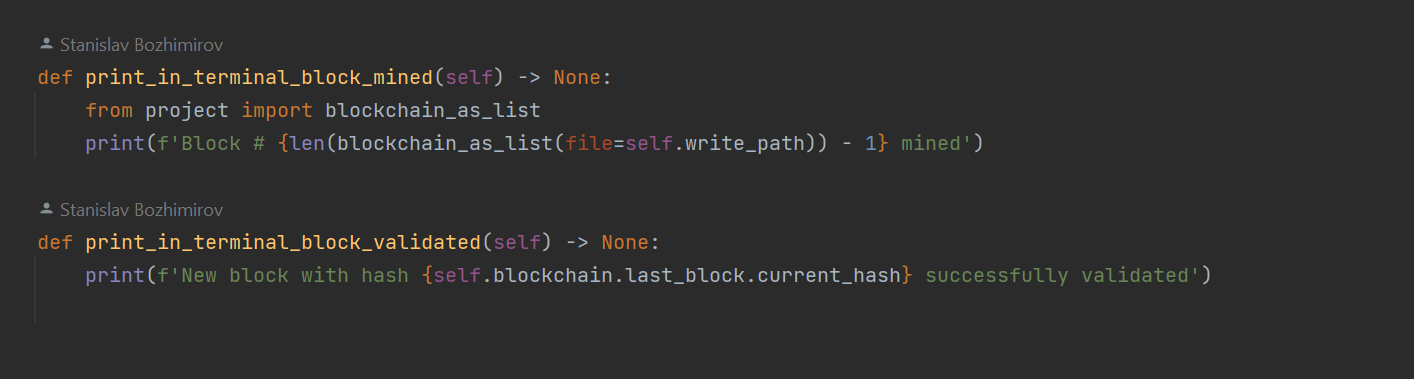 Stanislav Bozhimirov
def print_in_terminal_block_mined(self) -> None:
    from project import blockchain_as_list
    print(f'Block # {len(blockchain_as_list(file=self.write_path)) - 1} mined')
Stanislav Bozhimirov
def print_in_terminal_block_validated(self) -> None:
    print(f'New block with hash {self.blockchain.last_block.current_hash} successfully validated')